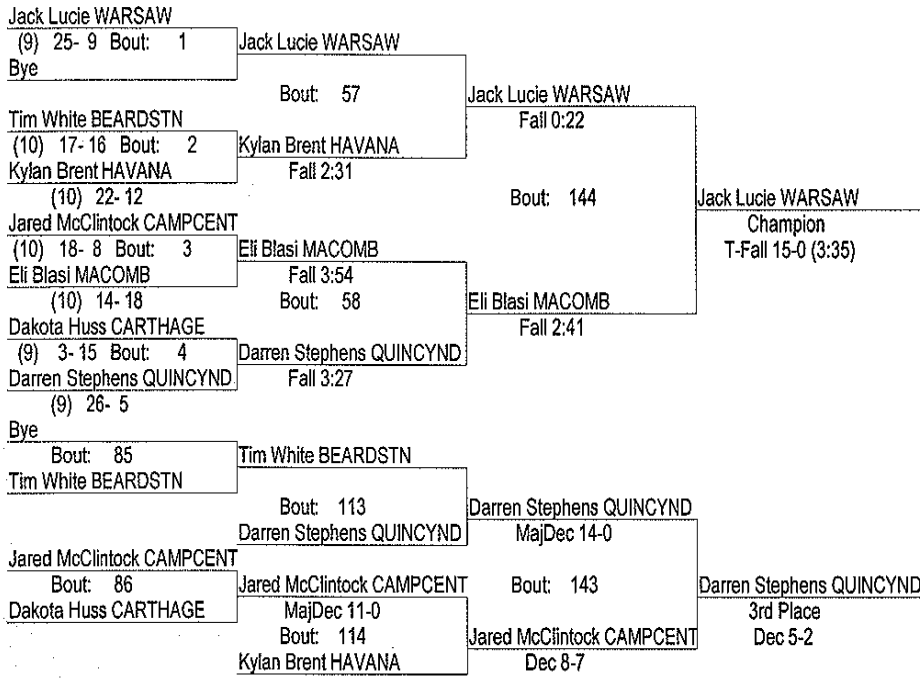 Jack Lucie WARSAW
(9) 25- 9 Bout: 1
Bye
Jack Lucie WARSAW
Bout: 57
Tim White BEARDSTN
(10) 17- 16 Bout: 2
Kylan Brent HAVANA
(10) 22- 12
Kylan Brent HAVANA
Fall 2:31
Jack Lucie WARSAW
Fall 0:22
Bout: 144
Jared McClintock CAMPCENT
(10) 18- 8 Bout: 3
Eli Blasi MACOMB
(10) 14- 18
Eli Blasi MACOMB
Fall 3:54
Bout: 58
Dakota Huss CARTHAGE
(9) 3- 15 Bout: 4
Darren Stephens QUINCYND
(9) 26- 5
Darren Stephens QUINCYND
Fall 3:27
Eli Blasi MACOMB
Fall 2:41
Jack Lucie WARSAW
Champion
T-Fall 15-0 (3:35)
Bye
Bout: 85
Tim White BEARDSTN
Tim White BEARDSTN
Bout: 113
Darren Stephens QUINCYND
Darren Stephens QUINCYND
MajDec 14-0
Bout: 143
Jared McClintock CAMPCENT
Bout: 86
Dakota Huss CARTHAGE
Jared McClintock CAMPCENT
MajDec 11-0
Bout: 114
Kylan Brent HAVANA
Jared McClintock CAMPCENT
Dec 8-7
Darren Stephens QUINCYND
3rd Place
Dec 5-2